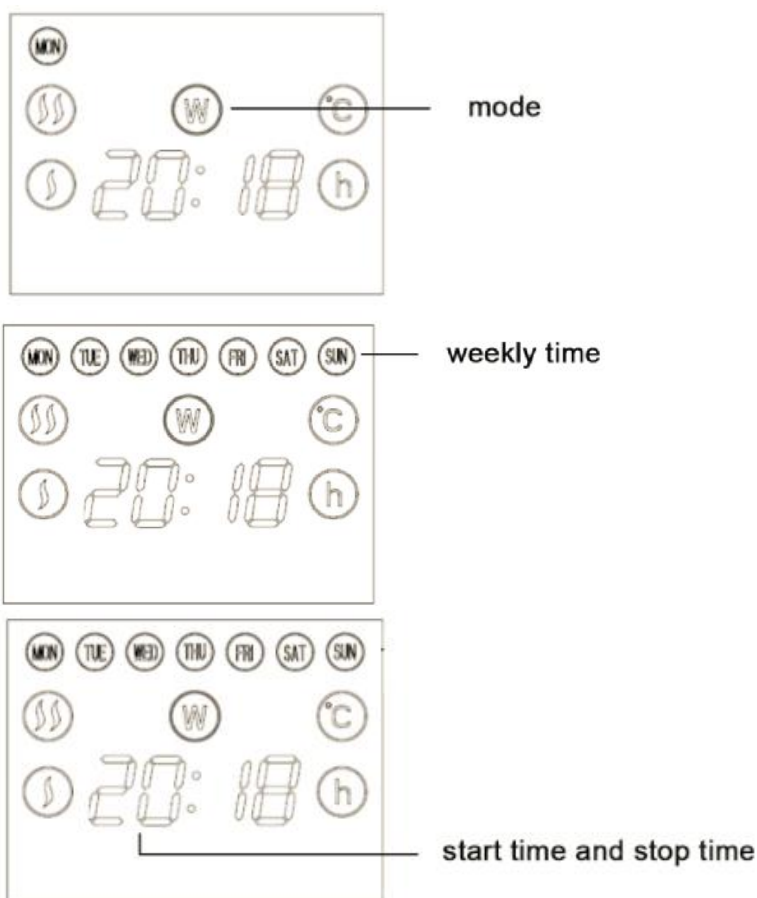 MON
W °C mode
20:18 h
MON TUE WED THU FRI SAT SUN weekly time
W °C
20:18 h
MON TUE WED THU FRI SAT SUN
W °C
20:18 h
start time and stop time